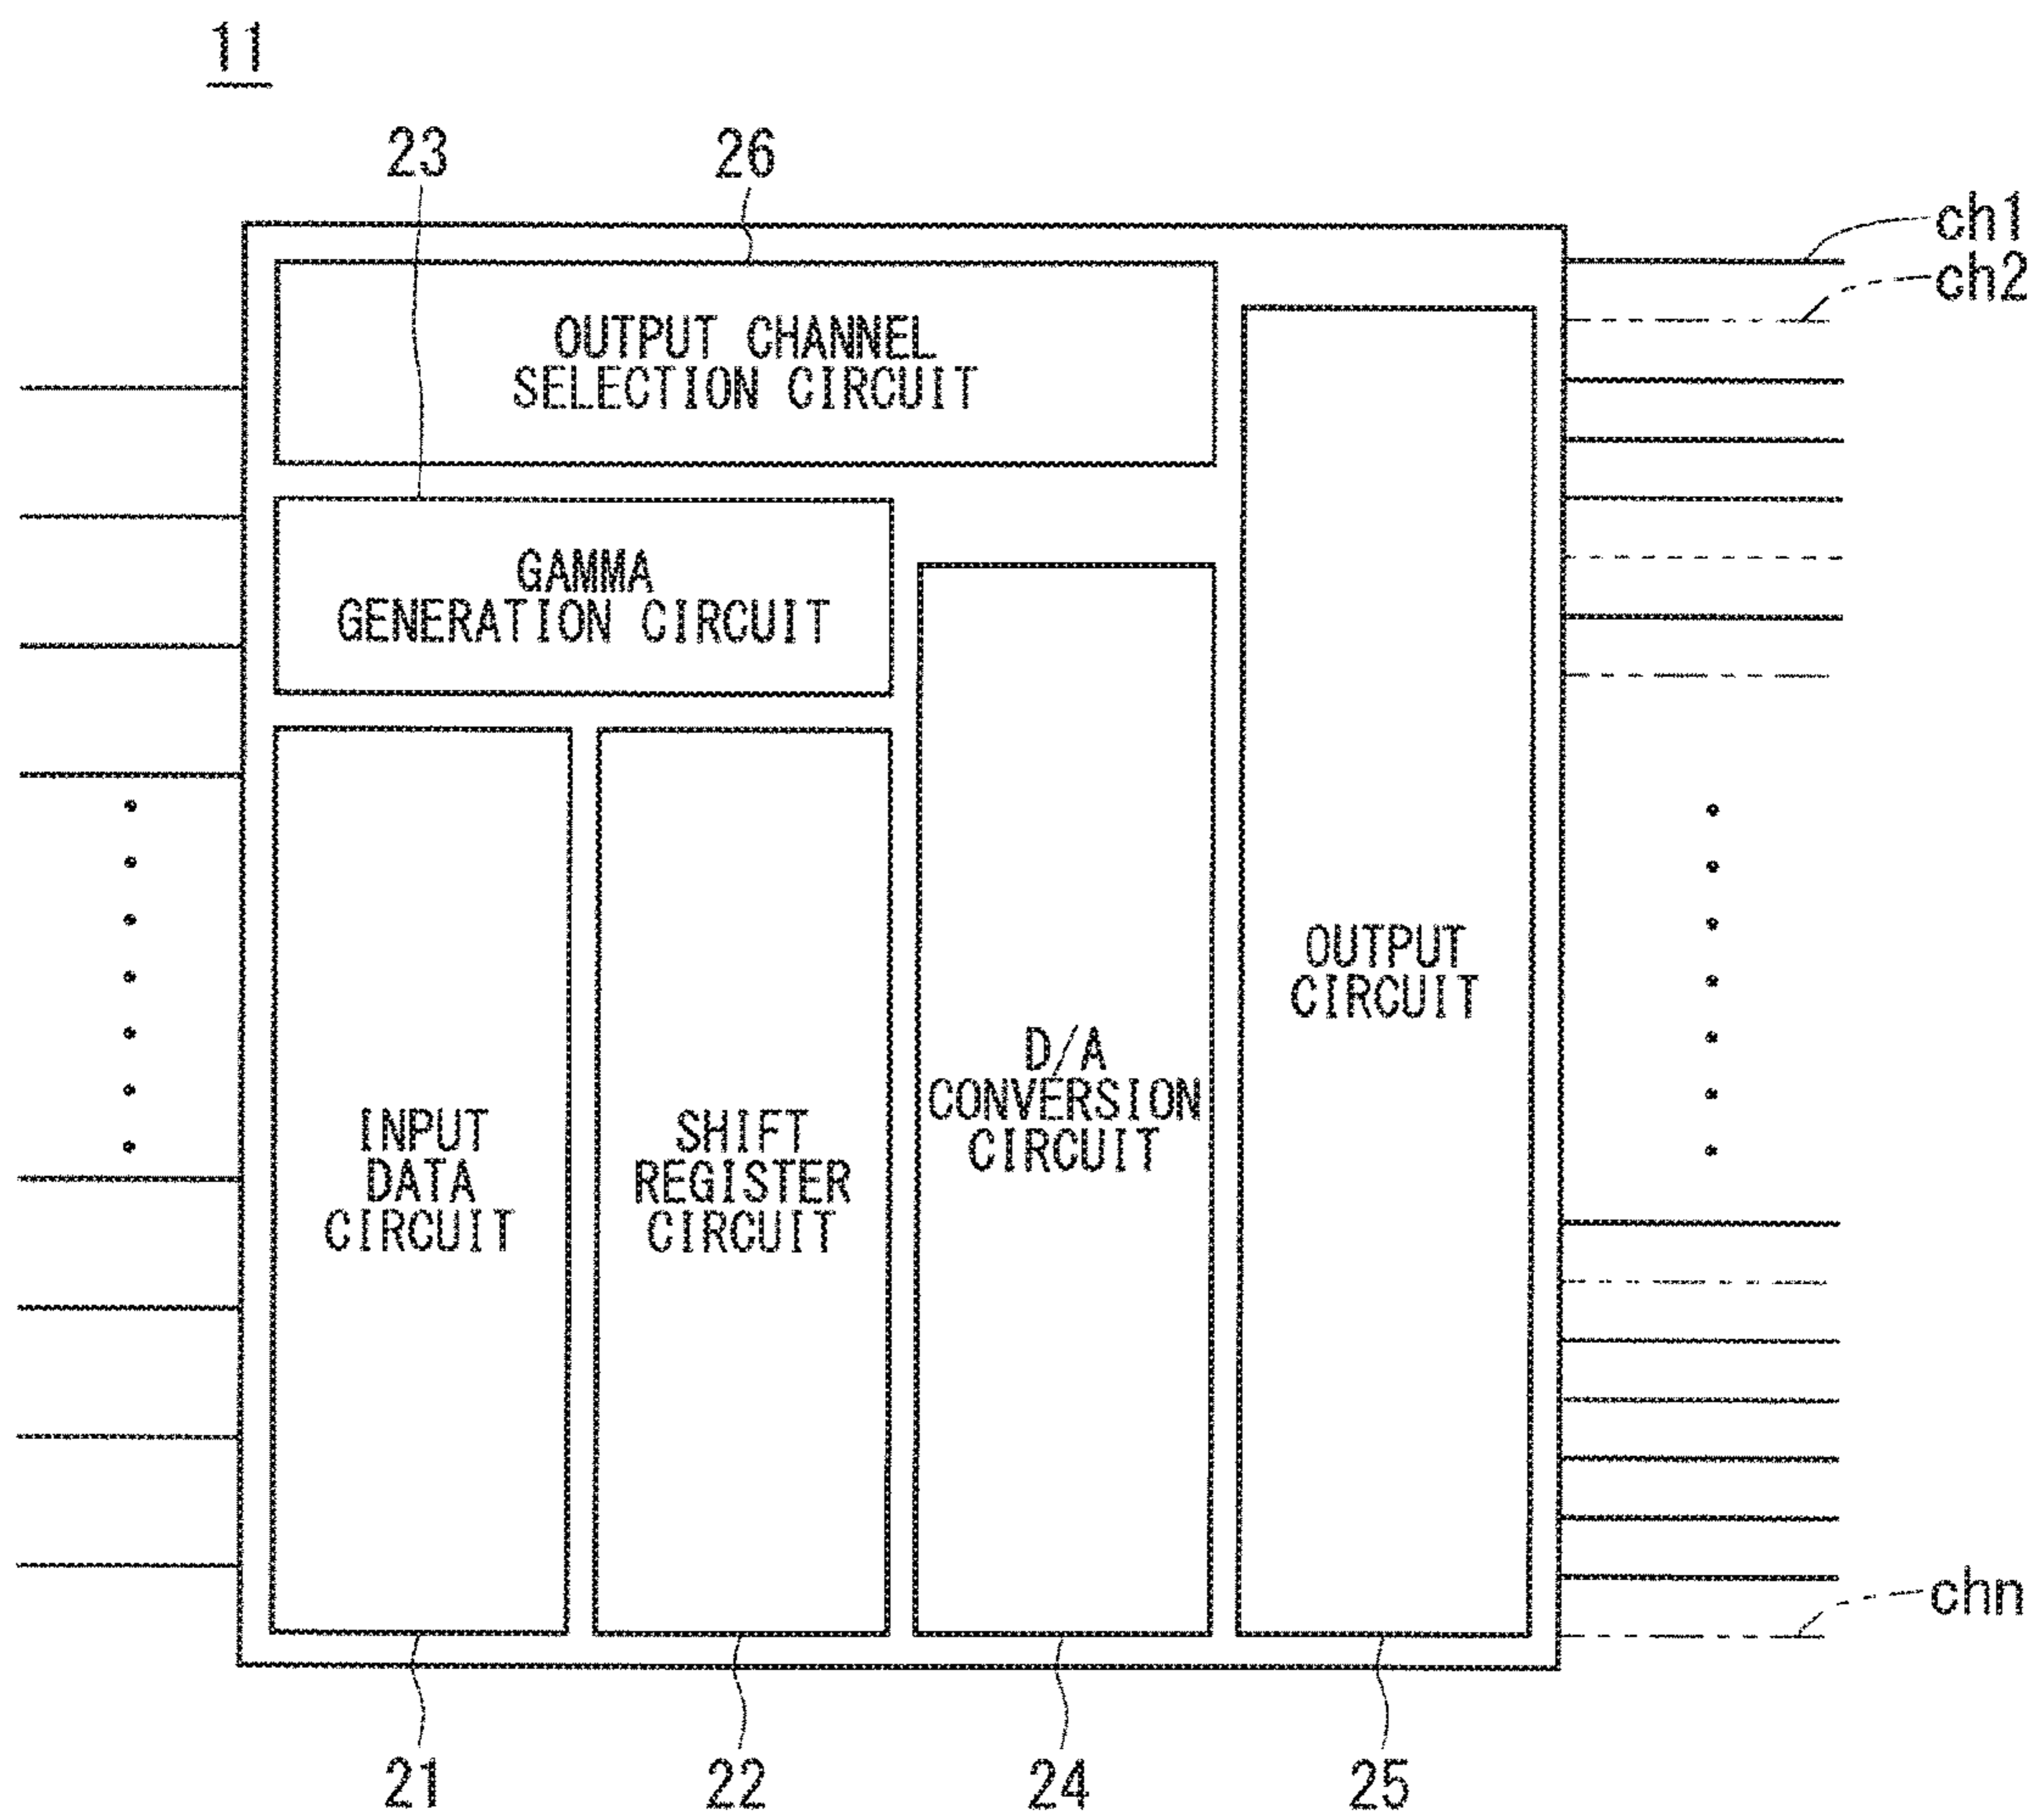 11
23
26
ch1
ch2
OUTPUT CHANNEL
SELECTION CIRCUIT
GAMMA
GENERATION CIRCUIT
OUTPUT
CIRCUIT
D/A
CONVERSION
CIRCUIT
INPUT
DATA
CIRCUIT
SHIFT
REGISTER
CIRCUIT
chn
21
22
24
25